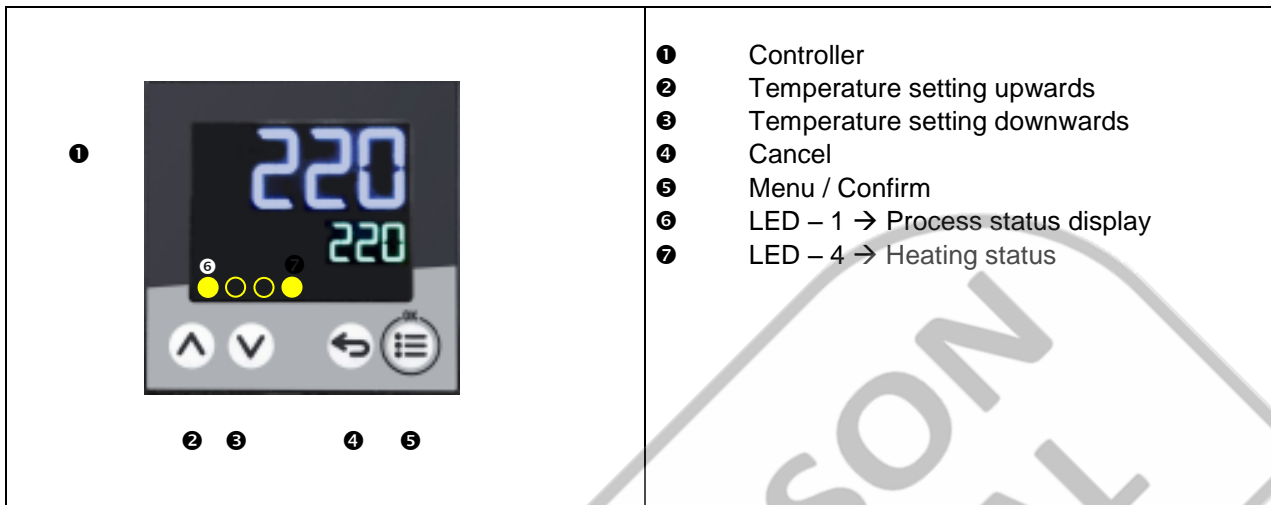 ❶ Controller
❷ Temperature setting upwards
❸ Temperature setting downwards
❹ Cancel
❺ Menu / Confirm
❻ LED – 1 → Process status display
❼ LED – 4 → Heating status
❶
220
220
❻ ❼
OK
❷ ❸ ❹ ❺
SON